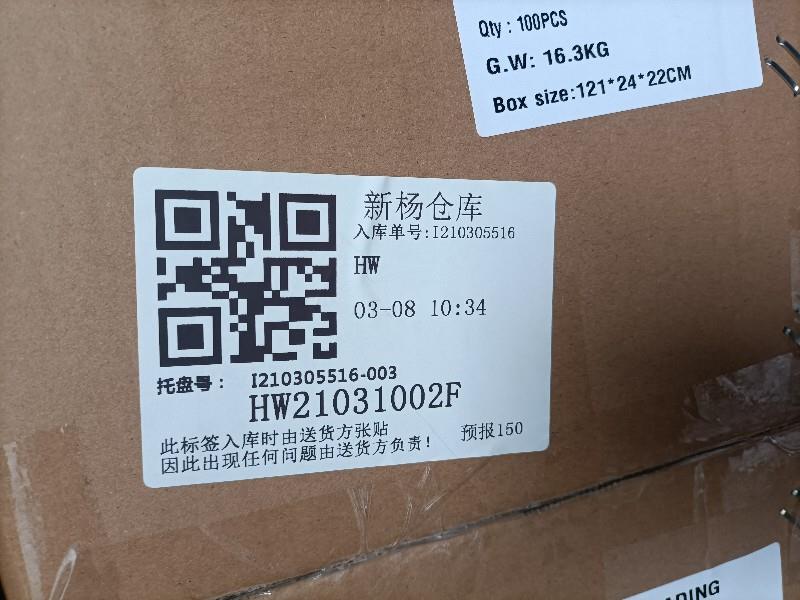 Qty : 100PCS
G.W: 16.3KG
Box size:121*24*22CM
新杨仓库
入库单号:I210305516
HW
03-08 10:34
托盘号： I210305516-003
HW21031002F
此标签入库时由送货方张贴 预报150
因此出现任何问题由送货方负责！